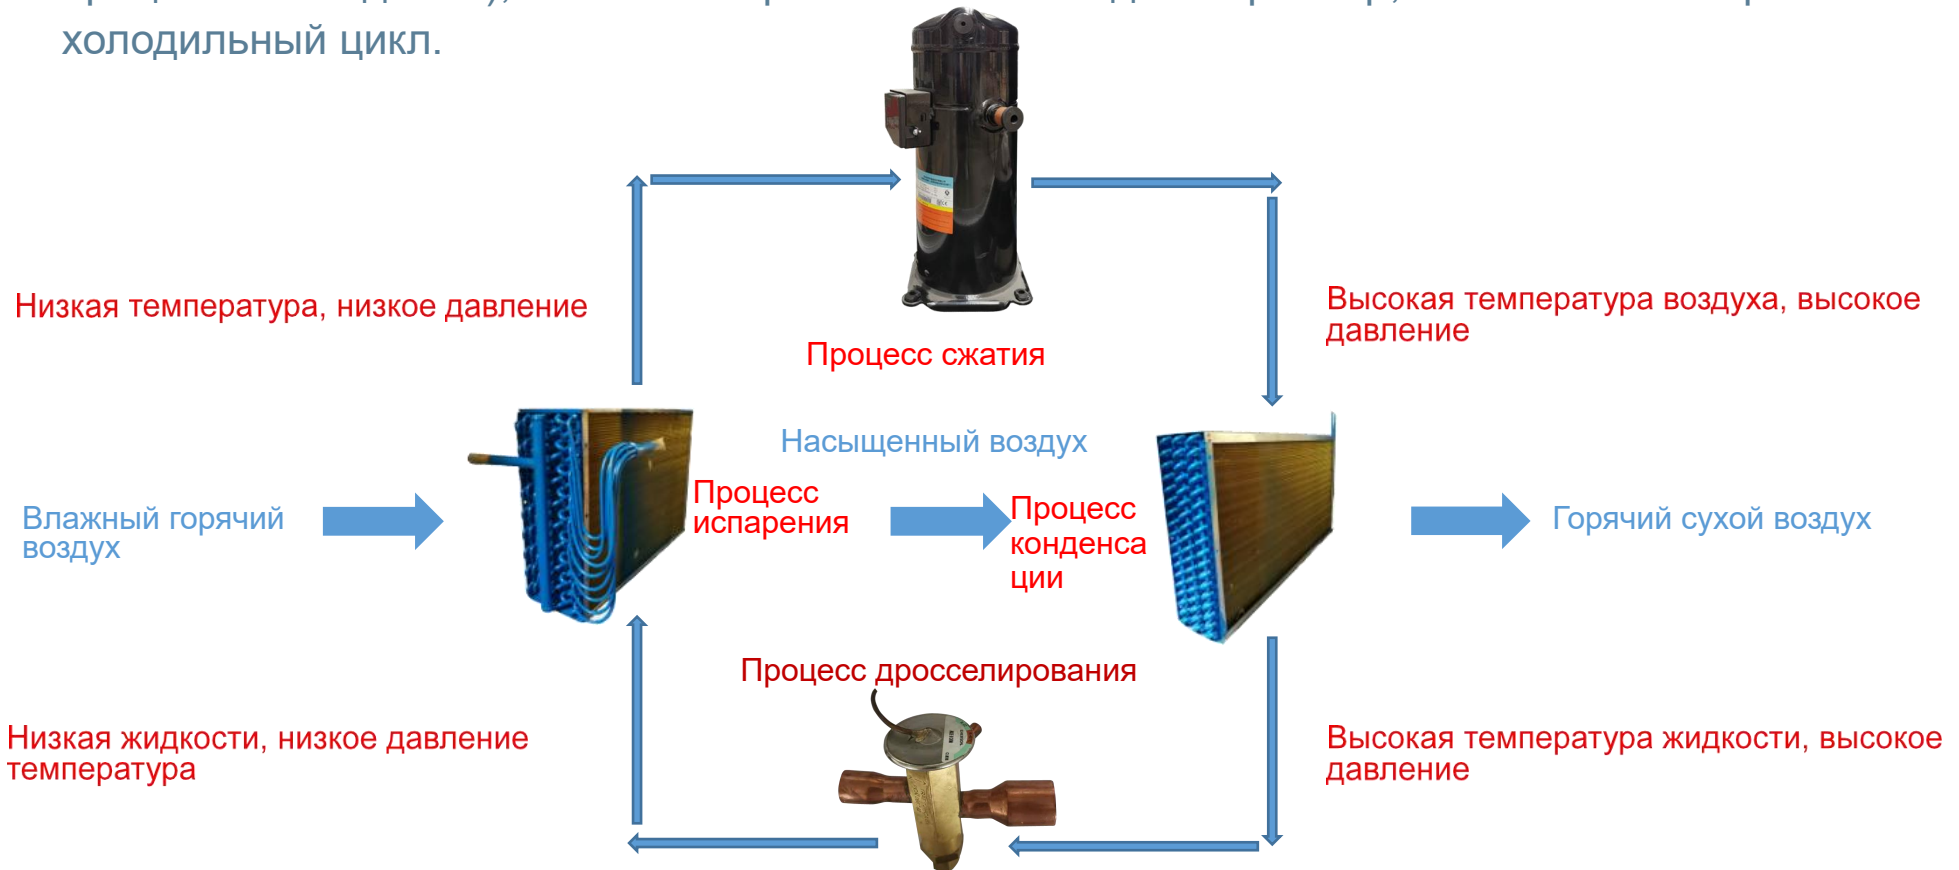 холодильный цикл.
Низкая температура, низкое давление
Высокая температура воздуха, высокое
давление
Процесс сжатия
Насыщенный воздух
Влажный горячий
воздух
Процесс
испарения
Процесс
конденса
ции
Горячий сухой воздух
Процесс дросселирования
Низкая жидкости, низкое давление
температура
Высокая температура жидкости, высокое
давление